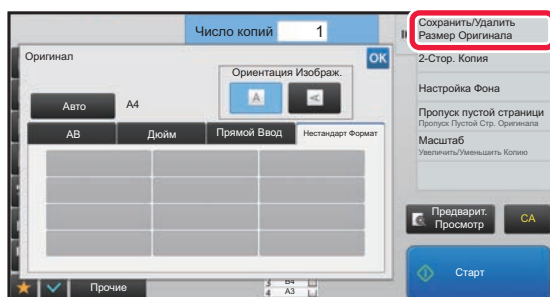 Число копий 1
Оригинал
OK
Ориентация Изображ.
A
A
Авто
A4
AB
Дюйм
Прямой Ввод
Нестандарт Формат
Прочие
3 B4
4 A3
Сохранить/Удалить
Размер Оригинала
2-Стор. Копия
Настройка Фона
Пропуск пустой страници
Пропуск Пустой Стр. Оригинала
Масштаб
Увеличить/Уменьшить Копию
Предварит.
Просмотр
CA
Старт